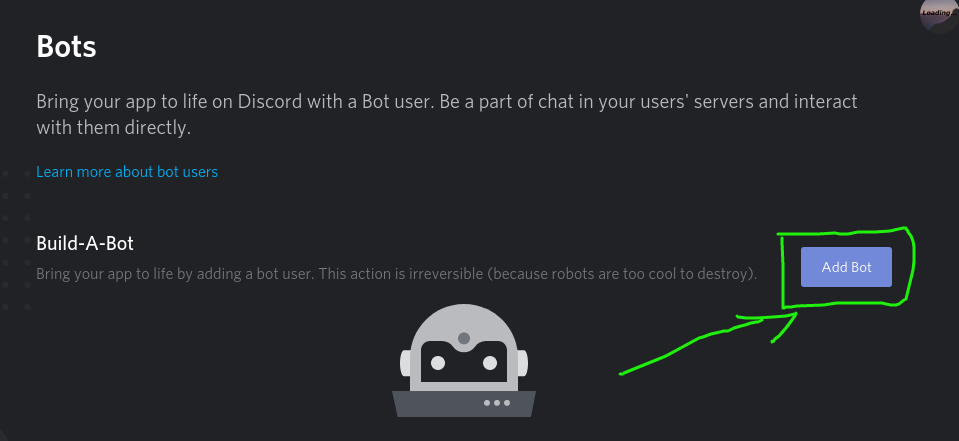 Loading
Bots
Bring your app to life on Discord with a Bot user. Be a part of chat in your users' servers and interact
with them directly.
Learn more about bot users
Build-A-Bot
Bring your app to life by adding a bot user. This action is irreversible (because robots are too cool to destroy).
Add Bot